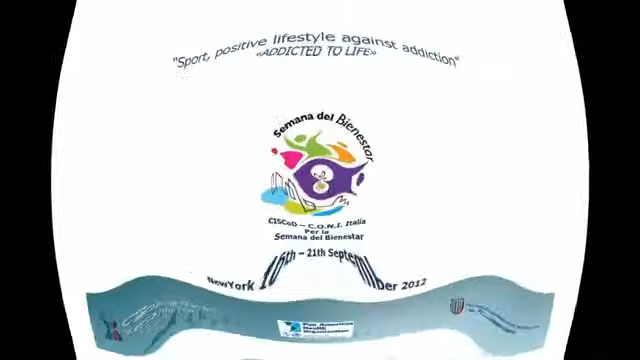 "Sport, positive lifestyle against addiction"
«ADDICTED TO LIFE»
Semana del Bienestar
CISCoD – C.O.N.I. Italia
Per la
Semana del Bienestar
NewYork 16th – 21th September 2012
Pan American
Health
Organization